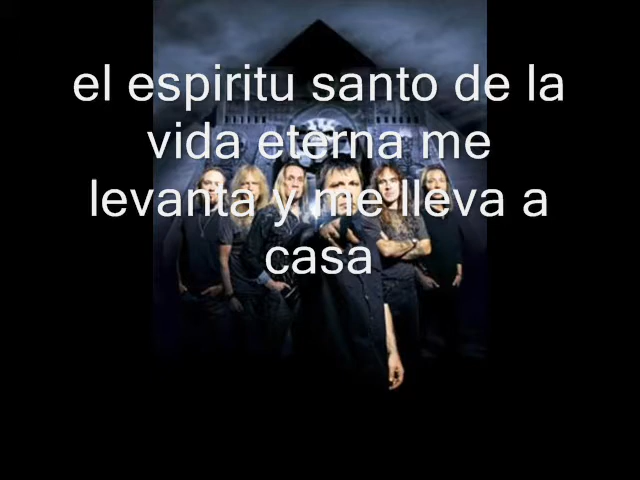 el espiritu santo de la
vida eterna me
levanta y me lleva a
casa